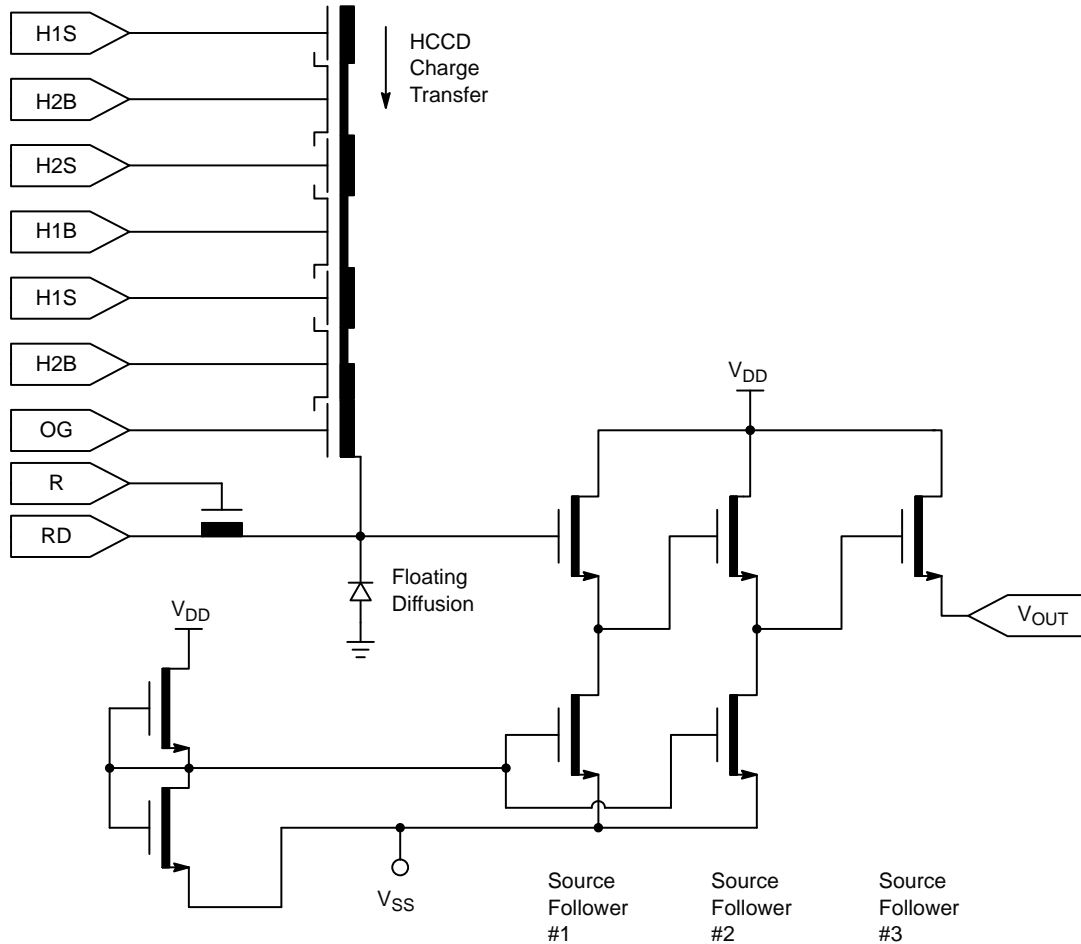 H1S
HCCD
Charge
Transfer
H2B
H2S
H1B
H1S
H2B
OG
R
RD
VDD
Floating
Diffusion
VDD
VOUT
VSS
Source
Follower
#1
Source
Follower
#2
Source
Follower
#3